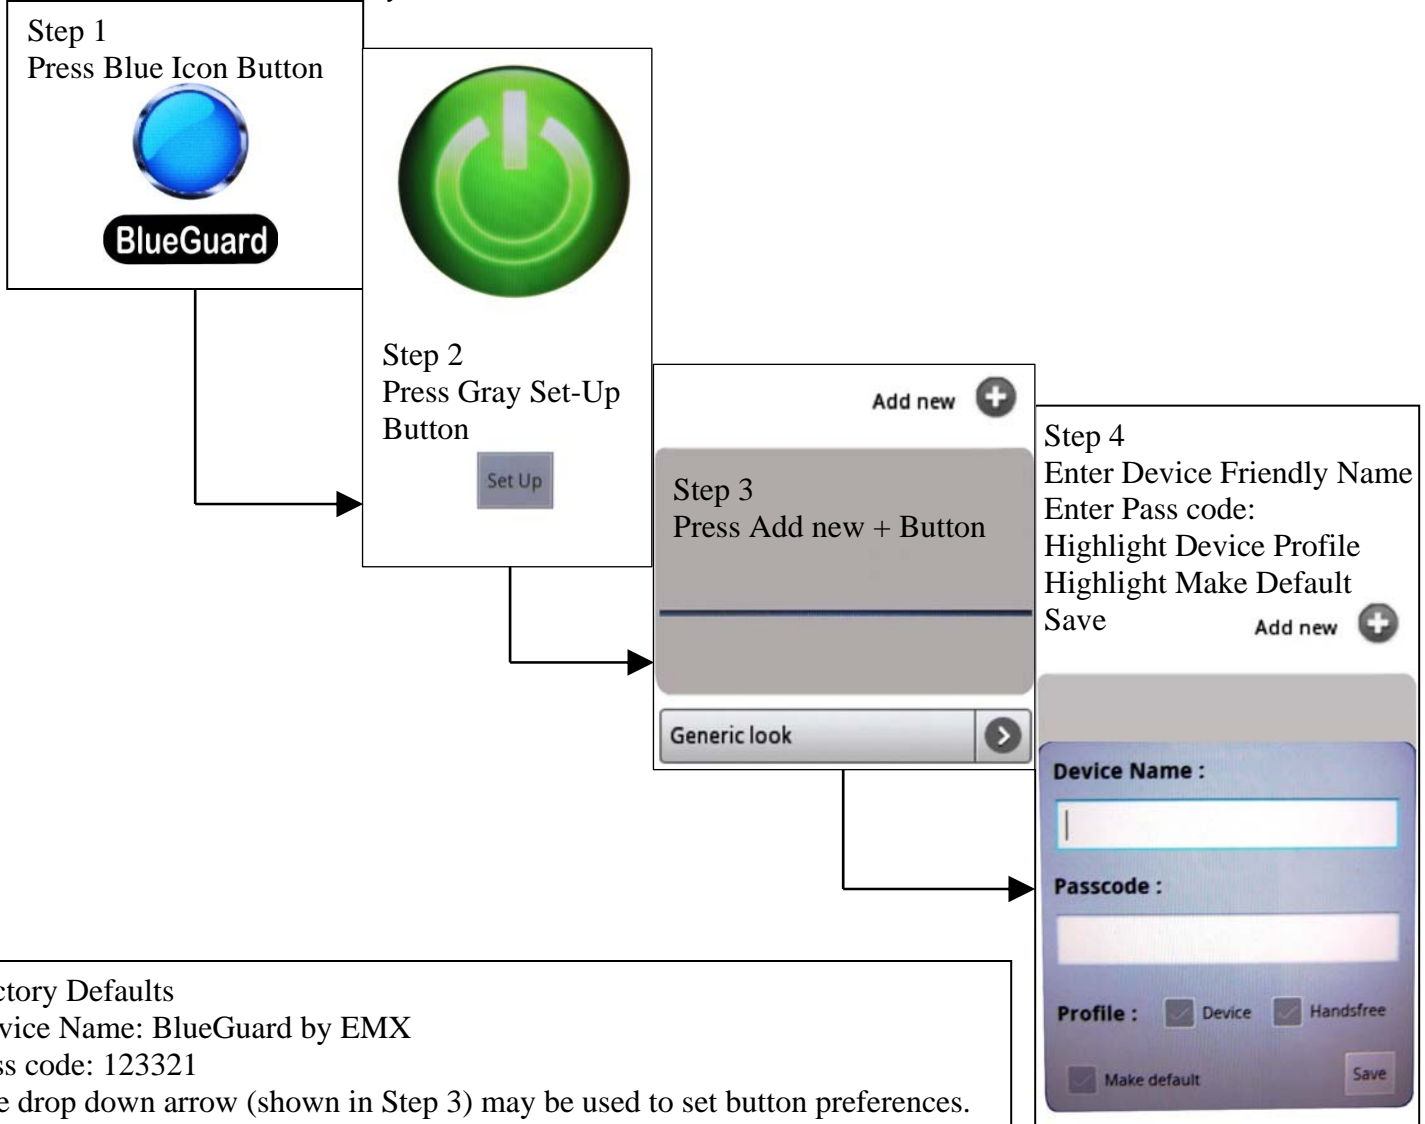 Step 1
Press Blue Icon Button
BlueGuard
Step 2
Press Gray Set-Up
Button
Set Up
Add new
Step 3
Press Add new + Button
Generic look
Step 4
Enter Device Friendly Name
Enter Pass code:
Highlight Device Profile
Highlight Make Default
Save
Add new
Device Name :
Passcode :
Profile : Device Handsfree
Make default Save
Defaults
Name: BlueGuard by EMX
code: 123321
drop down arrow (shown in Step 3) may be used to set button preferences.